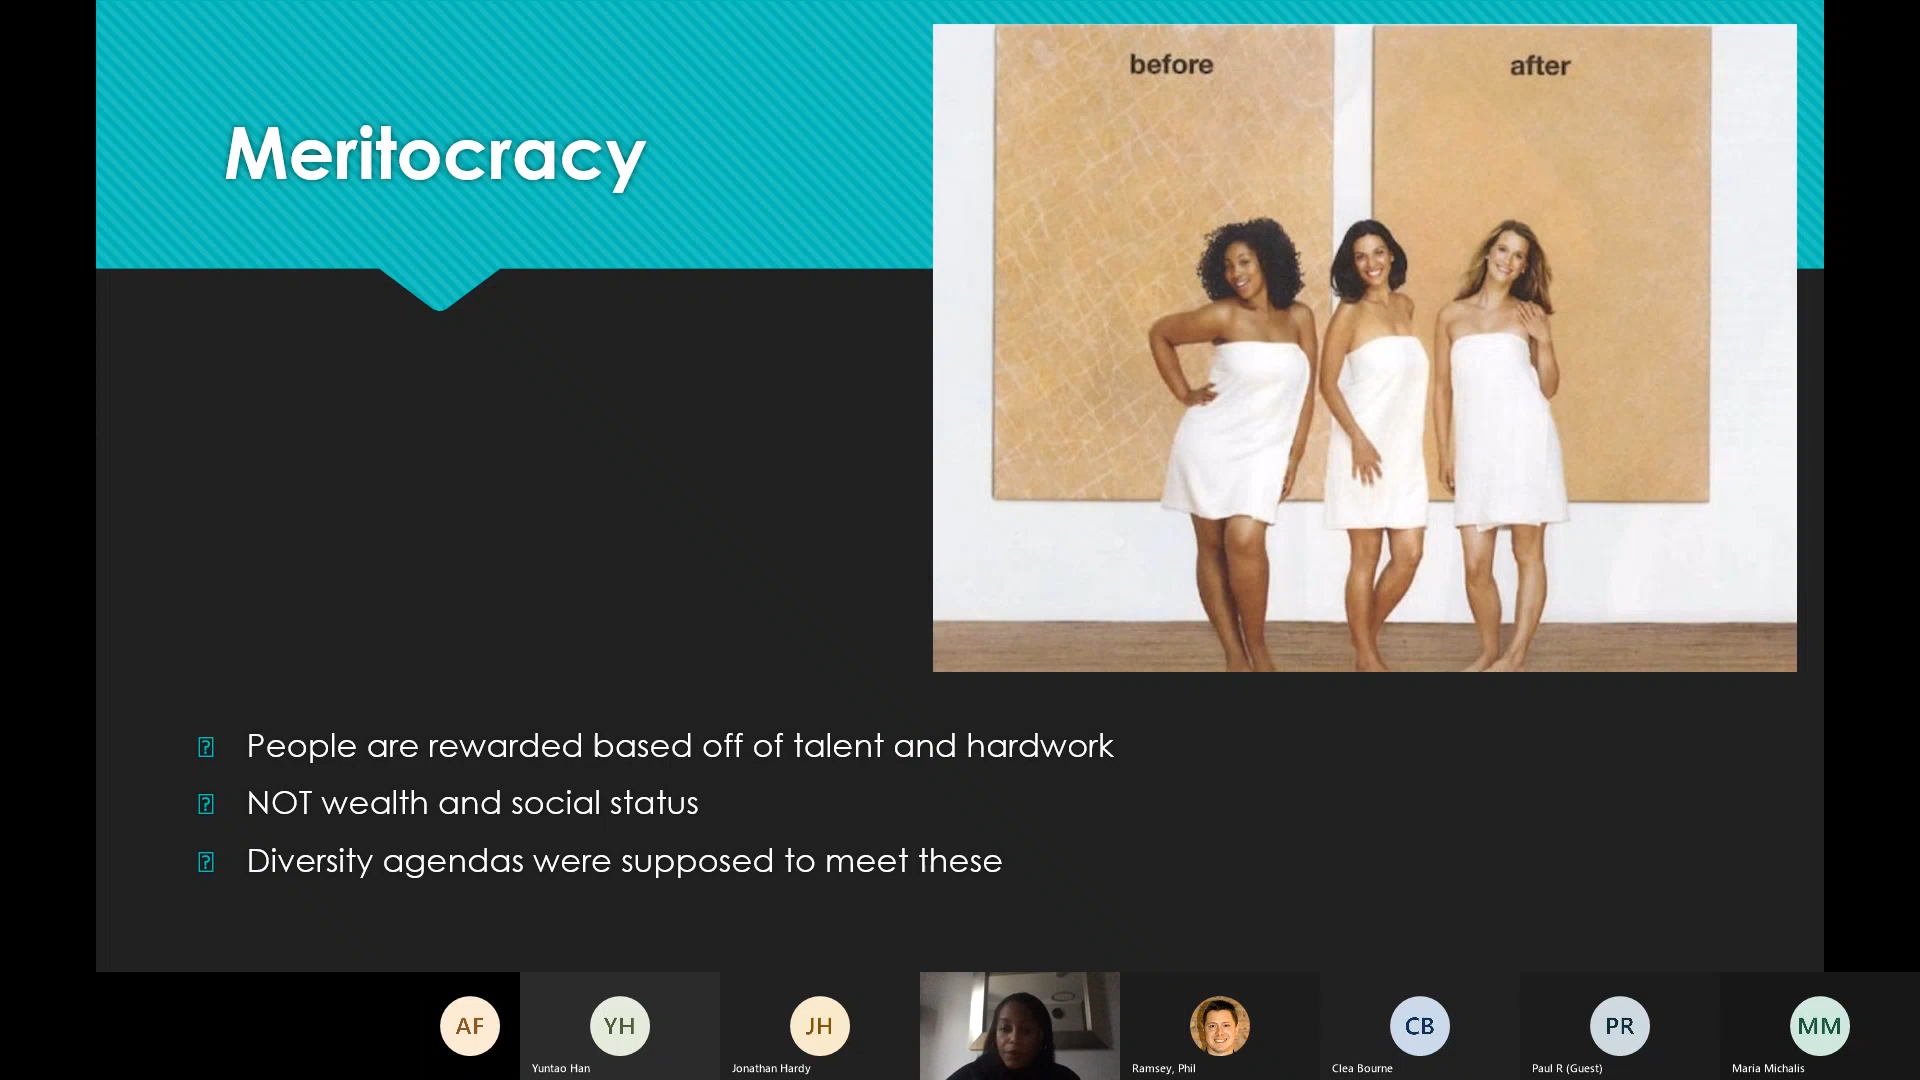 before
after
Meritocracy
People are rewarded based off of talent and hardwork
NOT wealth and social status
Diversity agendas were supposed to meet these
AF
YH
JH
CB
PR
MM
Yuntao Han
Jonathan Hardy
Ramsey, Phil
Clea Bourne
Paul R (Guest)
Maria Michalis